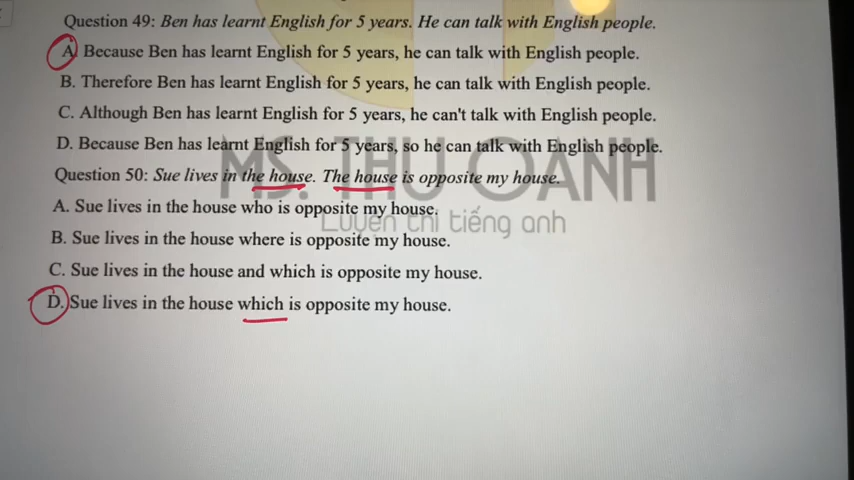 Question 49: Ben has learnt English for 5 years. He can talk with English people.
A. Because Ben has learnt English for 5 years, he can talk with English people.
B. Therefore Ben has learnt English for 5 years, he can talk with English people.
C. Although Ben has learnt English for 5 years, he can't talk with English people.
D. Because Ben has learnt English for 5 years, so he can talk with English people.
MS. THU OANH
Question 50: Sue lives in the house. The house is opposite my house.
A. Sue lives in the house who is opposite my house.
Luyện thi tiếng anh
B. Sue lives in the house where is opposite my house.
C. Sue lives in the house and which is opposite my house.
D. Sue lives in the house which is opposite my house.